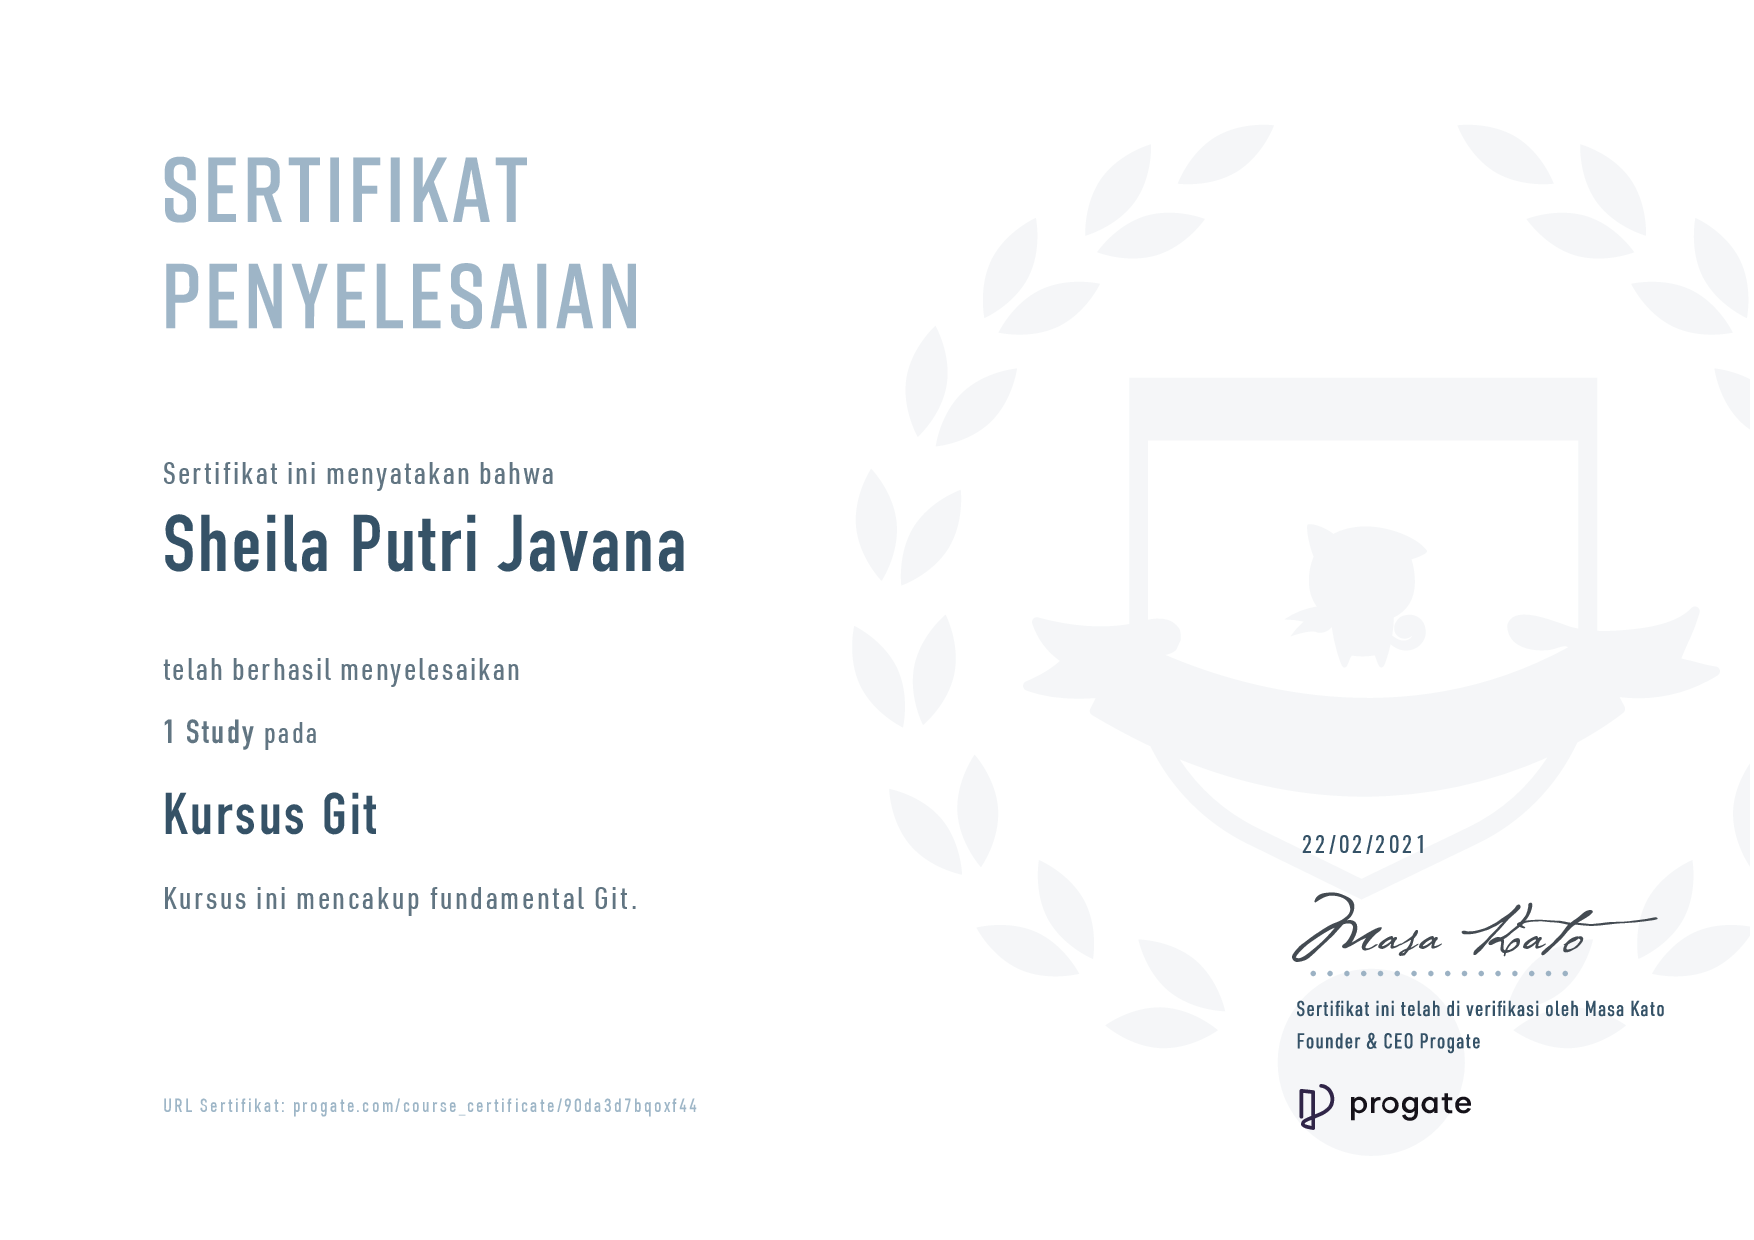 SERTIFIKAT
PENYELESAIAN
Sertifikat ini menyatakan bahwa
Sheila Putri Javana
telah berhasil menyelesaikan
1 Study pada
Kursus Git
Kursus ini mencakup fundamental Git.
URL Sertifikat: progate.com/course_certificate/90da3d7bqoxf44
22/02/2021
Masa Kato
Sertifikat ini telah di verifikasi oleh Masa Kato
Founder & CEO Progate
progate